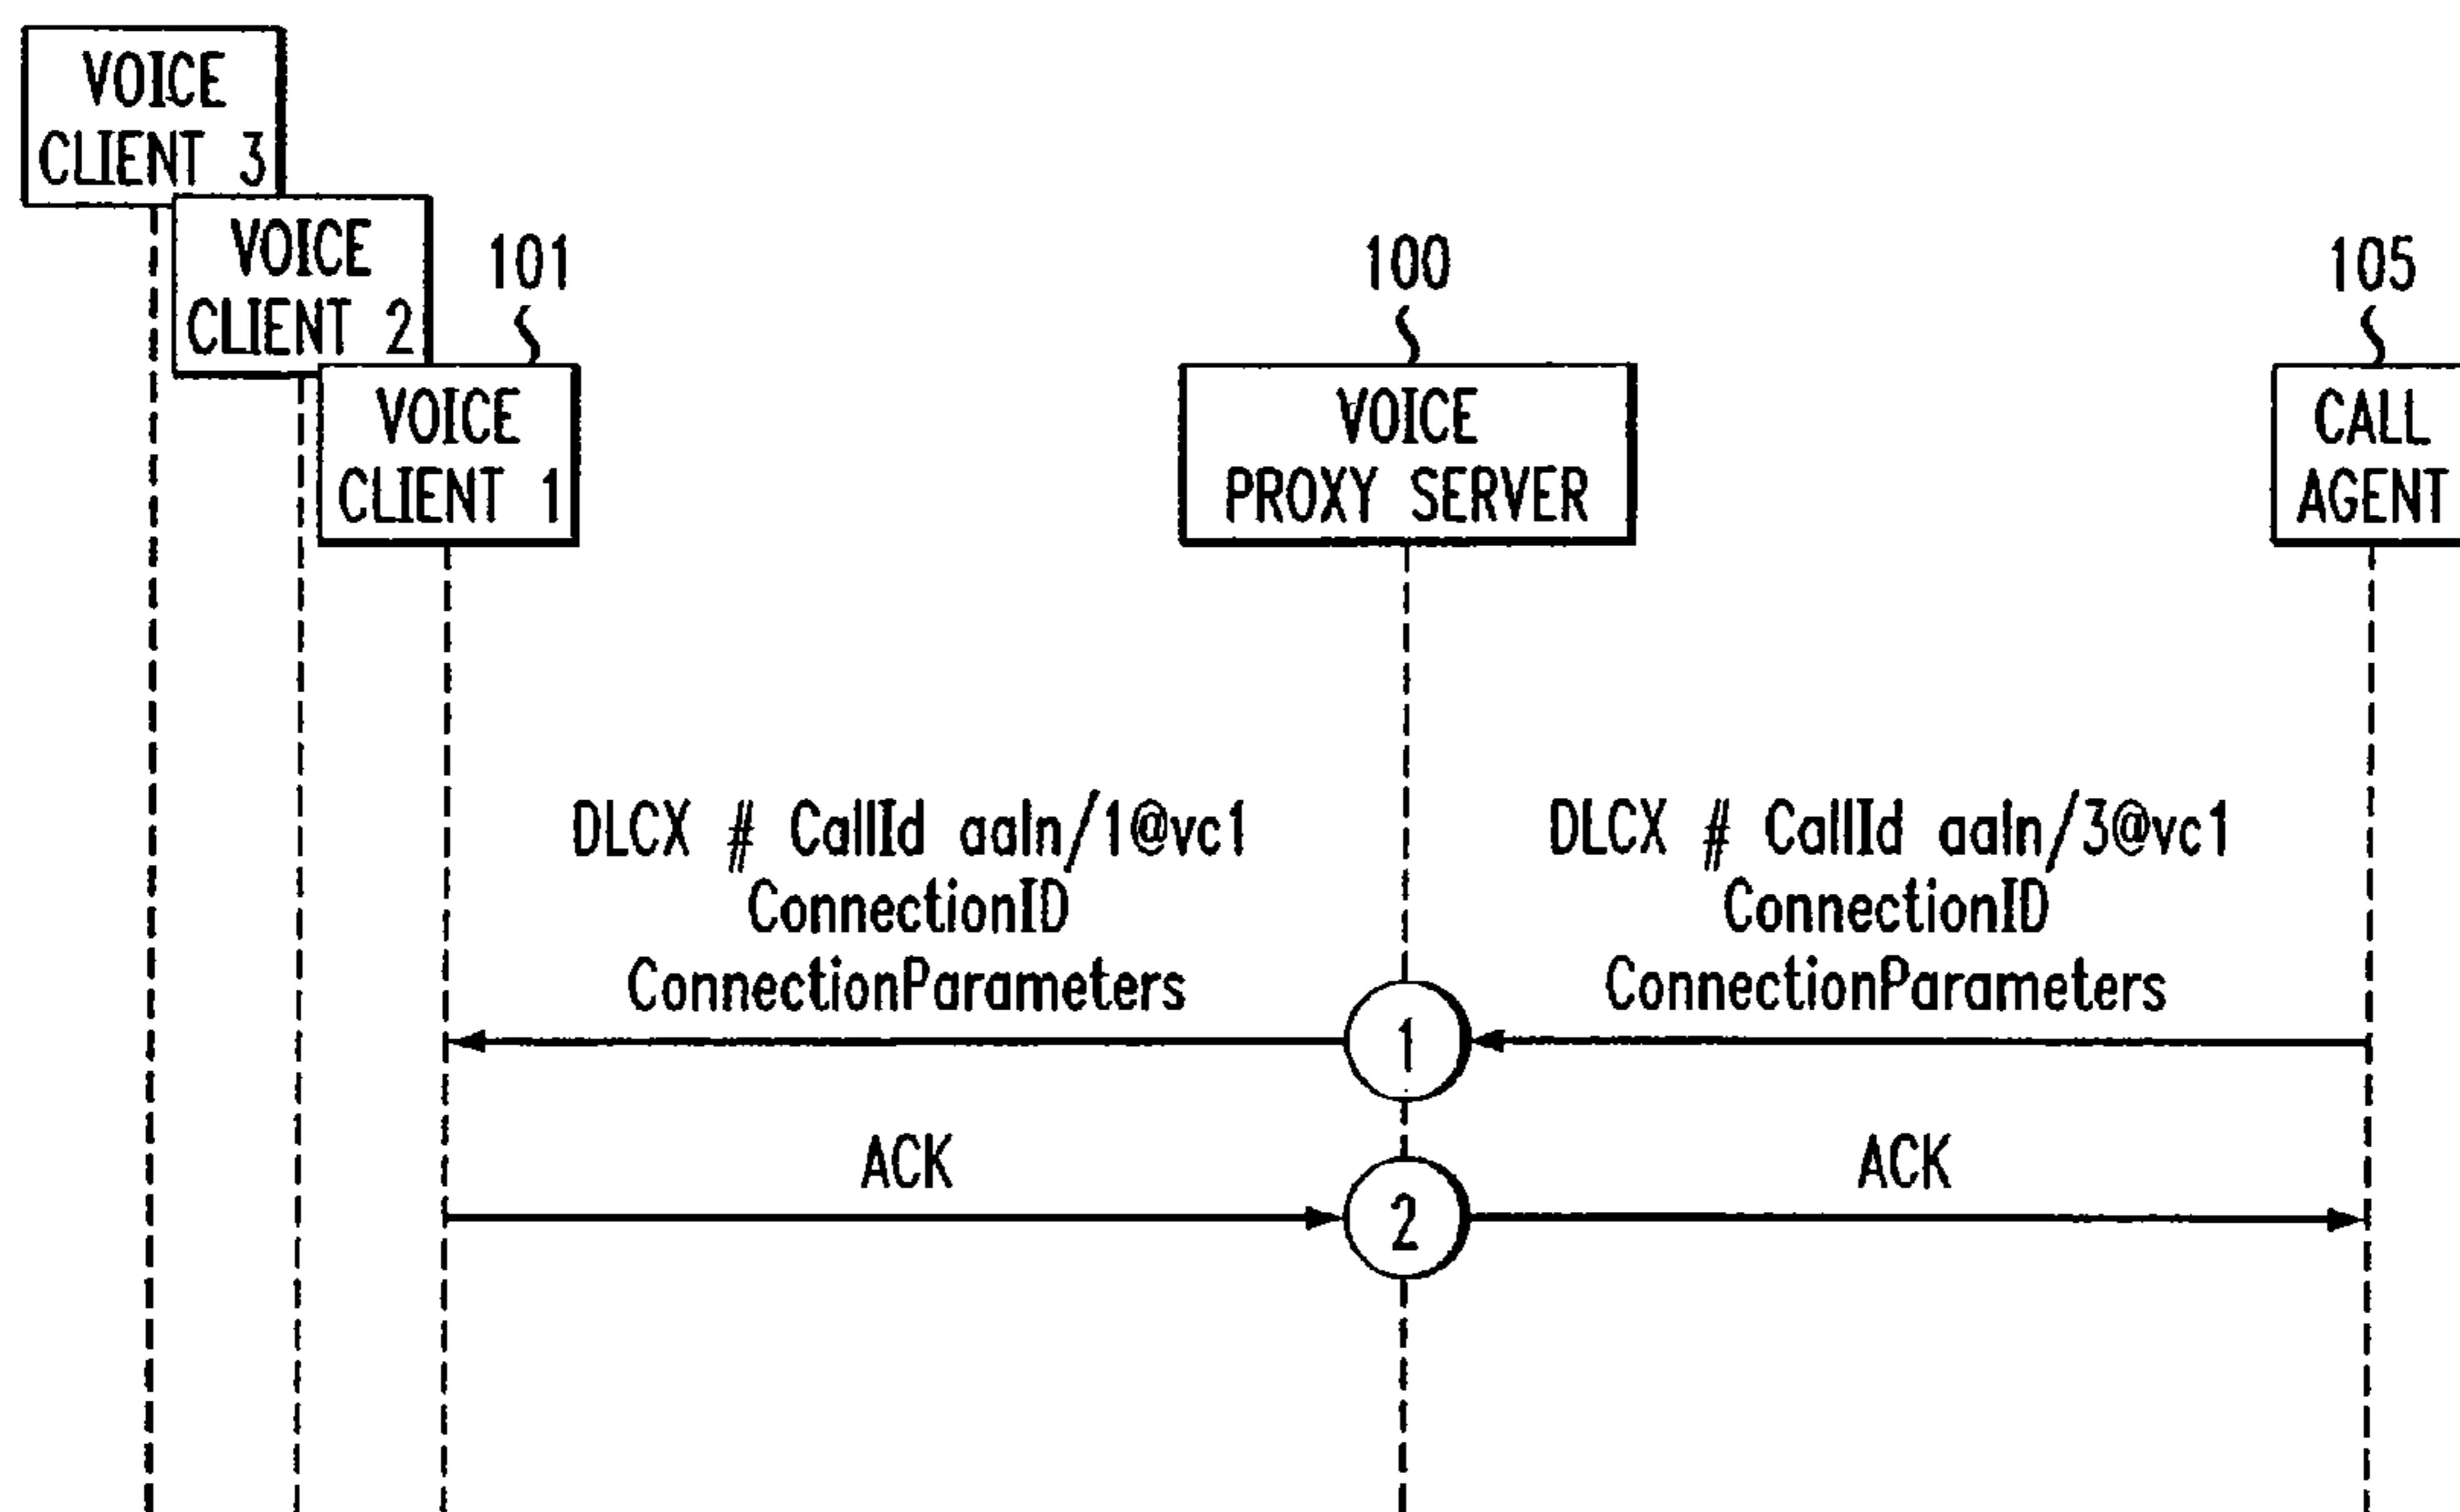 VOICE
CLIENT 3
VOICE
CLIENT 2
101
VOICE
CLIENT 1
100
VOICE
PROXY SERVER
105
CALL
AGENT
DLCX # CallId aaln/1@vc1
ConnectionID
ConnectionParameters
DLCX # CallId aaln/3@vc1
ConnectionID
ConnectionParameters
1
ACK
2
ACK